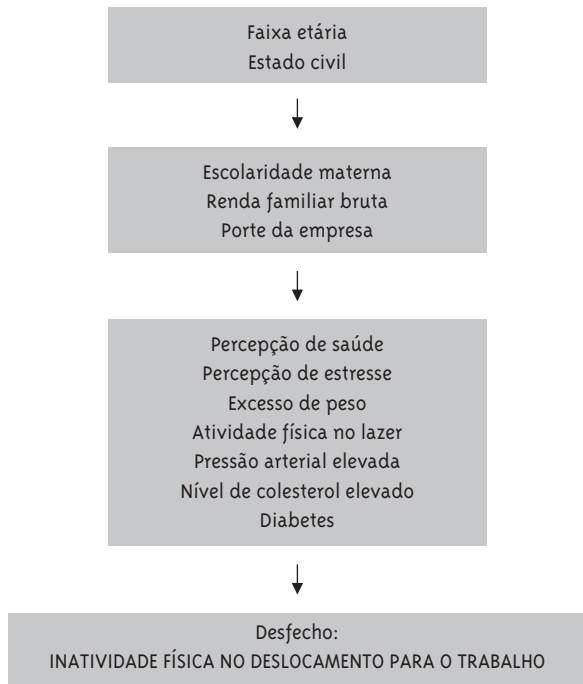 Faixa etária
Estado civil
Escolaridade materna
Renda familiar bruta
Porte da empresa
Percepção de saúde
Percepção de estresse
Excesso de peso
Atividade física no lazer
Pressão arterial elevada
Nível de colesterol elevado
Diabetes
Desfecho:
INATIVIDADE FÍSICA NO DESLOCAMENTO PARA O TRABALHO